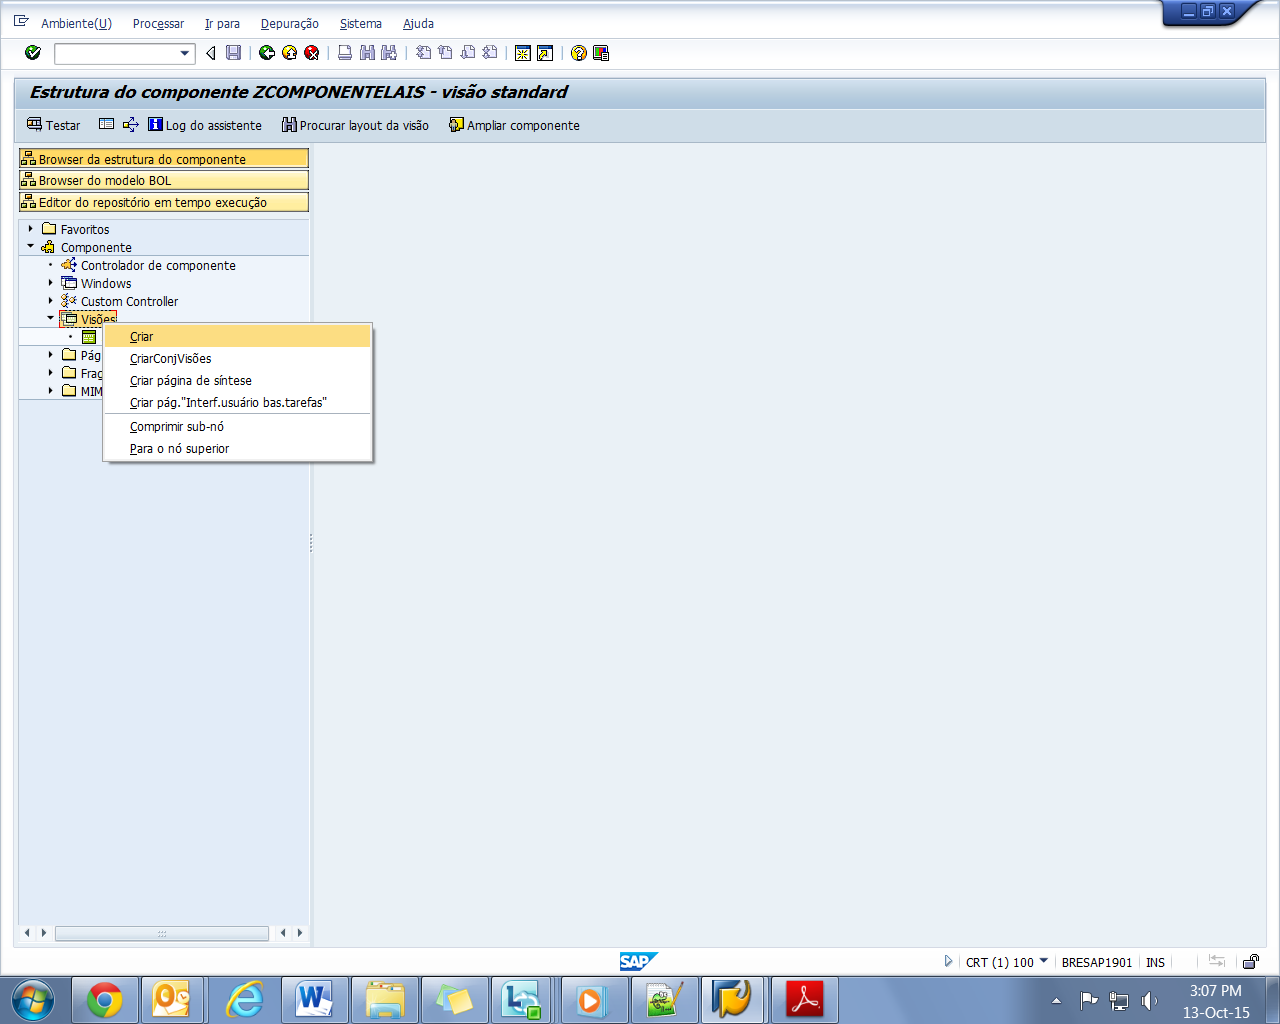 Ambiente(U) Processar Ir para Depuração Sistema Ajuda
Estrutura do componente ZCOMPONENTELAIS - visão standard
Testar Log do assistente Procurar layout da visão Ampliar componente
Browser da estrutura do componente
Browser do modelo BOL
Editor do repositório em tempo execução
Favoritos
Componente
Controlador de componente
Windows
Custom Controller
Visões
Pág
Frag
MIM
Criar
CriarConjVisões
Criar página de síntese
Criar pág."Interf.usuário bas.tarefas"
Comprimir sub-nó
Para o nó superior
SAP
CRT (1) 100 BRESAP1901 INS
3:07 PM
13-Oct-15